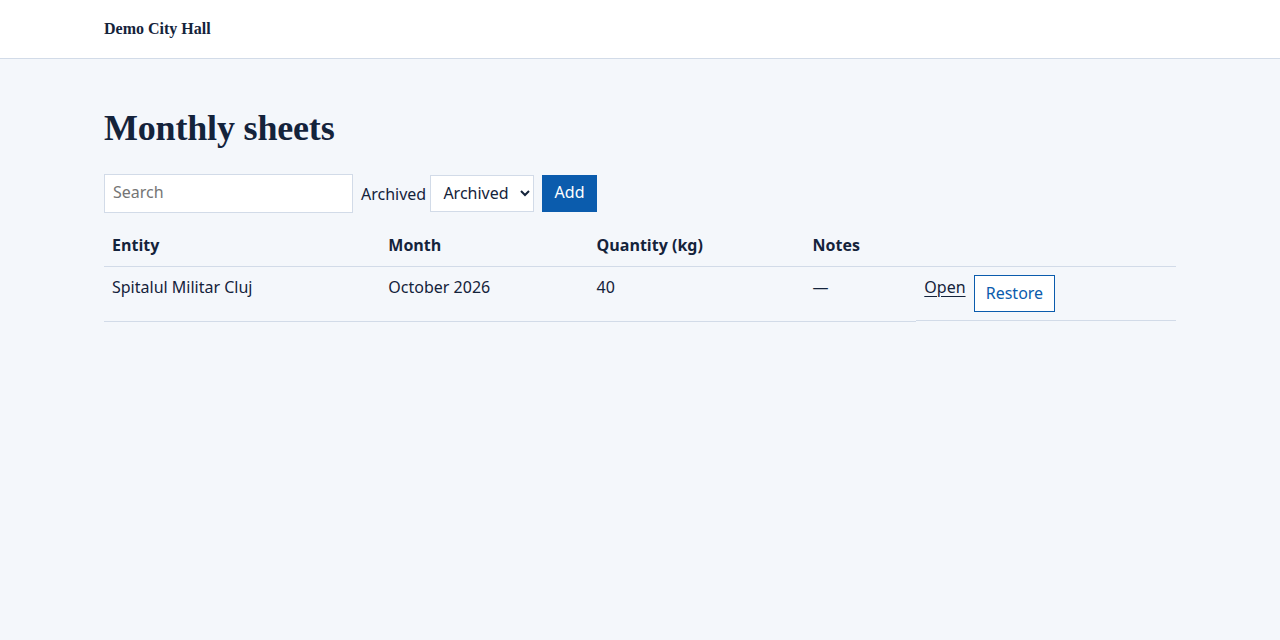 Demo City Hall
Monthly sheets
Search Archived Archived Add
Entity Month Quantity (kg) Notes
Spitalul Militar Cluj October 2026 40 — Open Restore